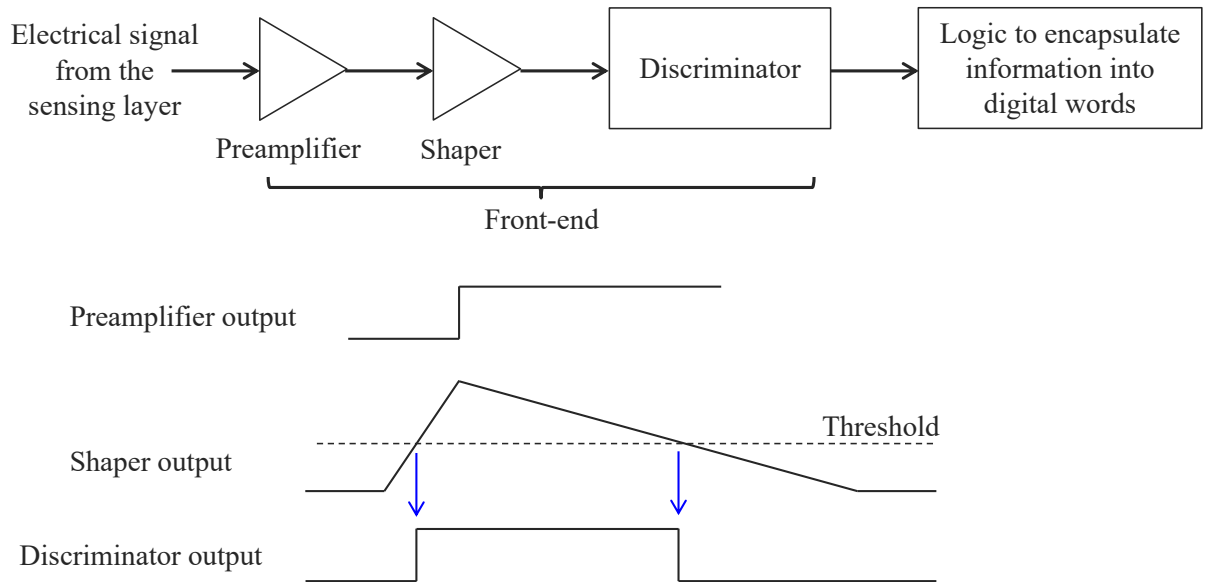 Electrical signal
from the
sensing layer
Preamplifier
Shaper
Discriminator
Logic to encapsulate
information into
digital words
Front-end
Preamplifier output
Threshold
Shaper output
Discriminator output